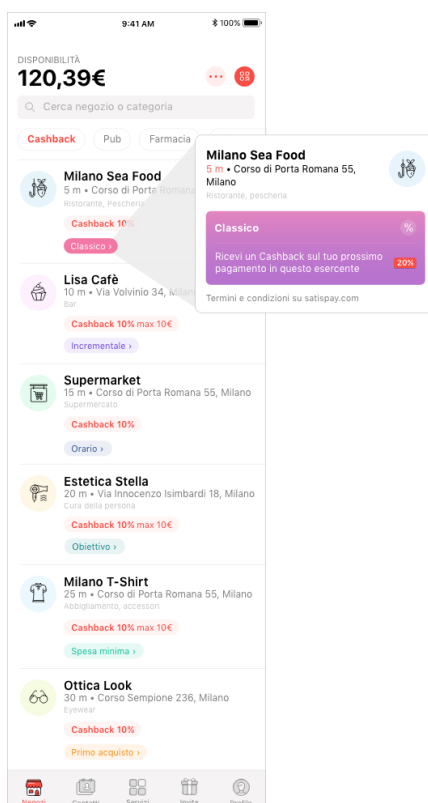 9:41 AM
100%
DISPONIBILITÀ
120,39€
Cerca negozio o categoria
Cashback
Pub
Farmacia
Milano Sea Food
5 m • Corso di Porta Romana
Ristorante, Pescheria
Cashback 10%
Classico ›
Lisa Cafè
10 m • Via Volvinio 34, Milano
Bar
Cashback 10% max 10€
Incrementale ›
Supermarket
15 m • Corso di Porta Romana 55, Milano
Supermercato
Cashback 10%
Orario ›
Estetica Stella
20 m • Via Innocenzo Isimbardi 18, Milano
Cura della persona
Cashback 10% max 10€
Obiettivo ›
Milano T-Shirt
25 m • Corso di Porta Romana 55, Milano
Abbigliamento, accessori
Cashback 10% max 10€
Spesa minima ›
Ottica Look
30 m • Corso Sempione 236, Milano
Eyewear
Cashback 10%
Primo acquisto ›
Negozi
Contatti
Servizi
Invita
Profilo
Milano Sea Food
5 m • Corso di Porta Romana 55,
Milano
Ristorante, pescheria
Classico
%
Ricevi un Cashback sul tuo prossimo
pagamento in questo esercente
20%
Termini e condizioni su satispay.com